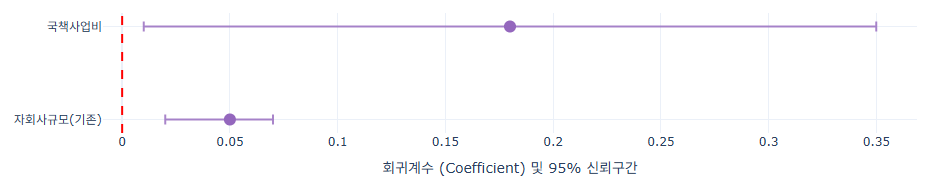 국책사업비
자회사규모(기존)
0 0.05 0.1 0.15 0.2 0.25 0.3 0.35
회귀계수 (Coefficient) 및 95% 신뢰구간